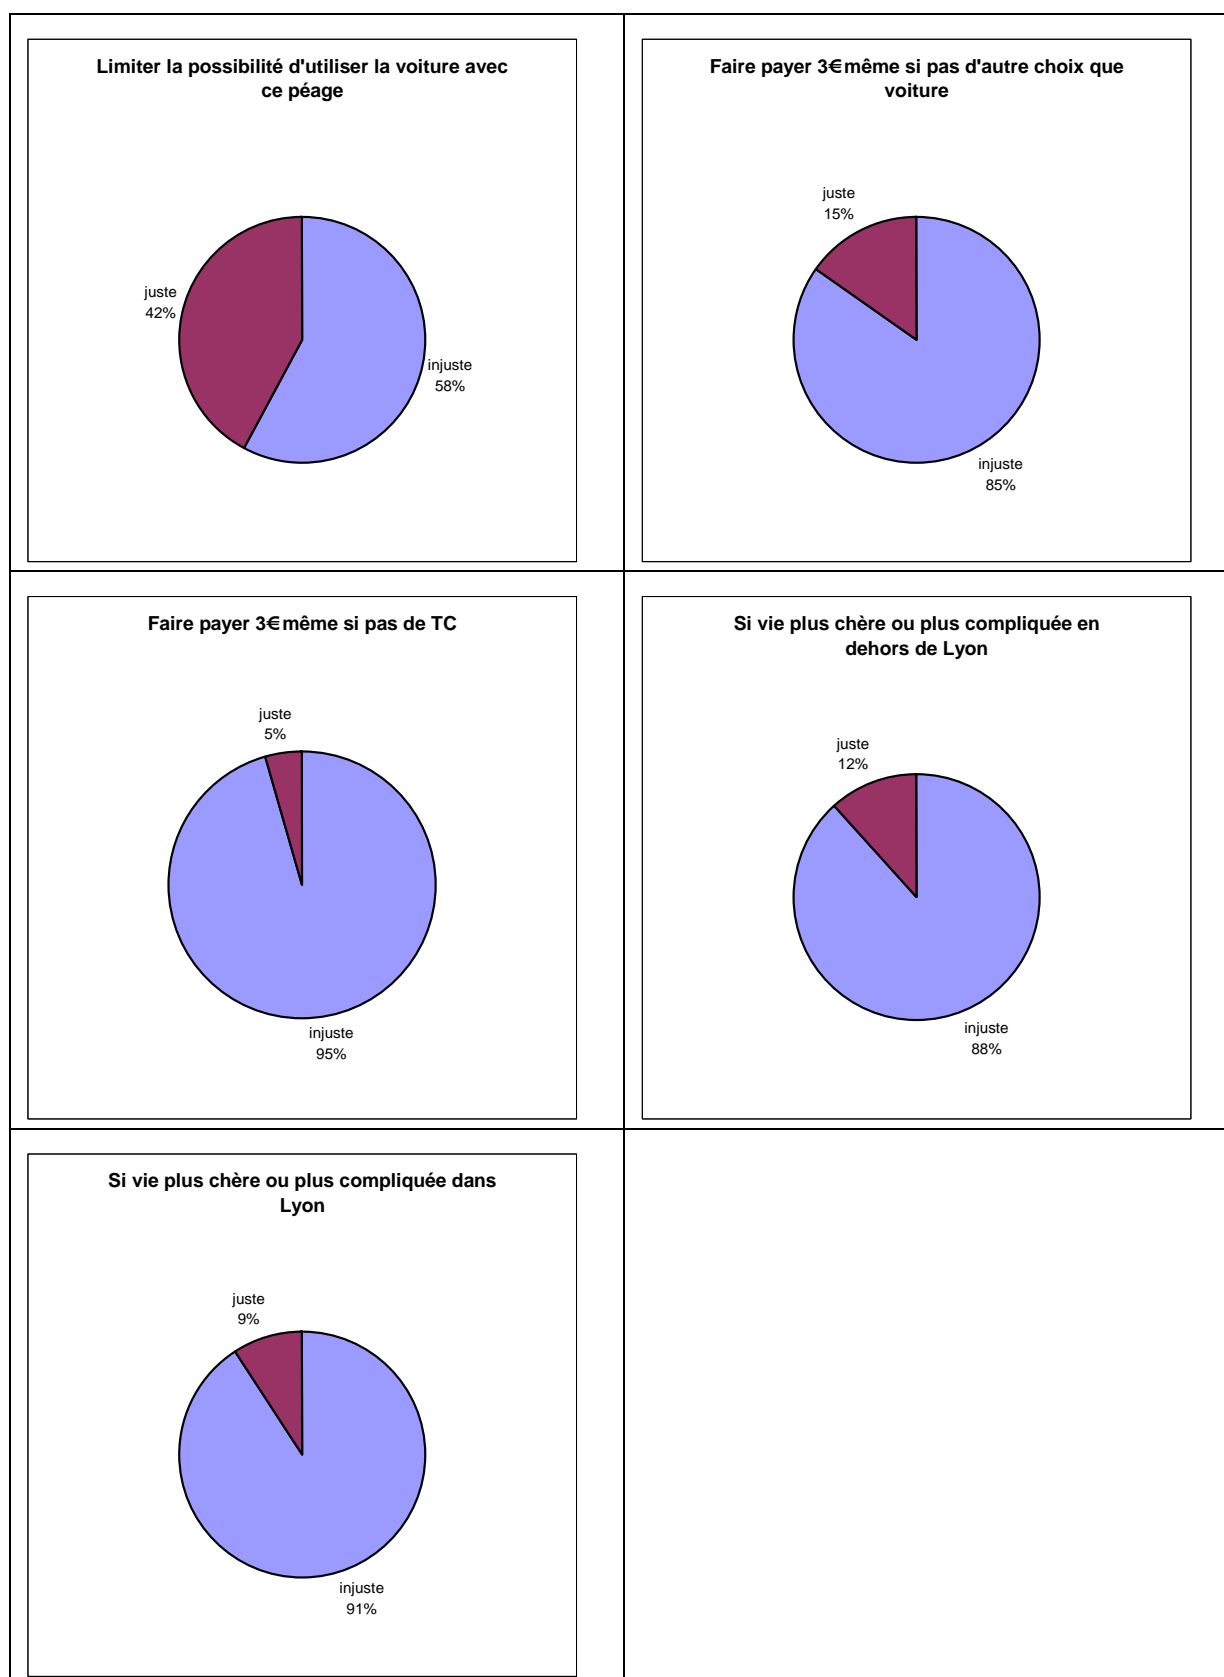 Limiter la possibilité d'utiliser la voiture avec
ce péage
juste
42%
injuste
58%
Faire payer 3€même si pas d'autre choix que
voiture
juste
15%
injuste
85%
Faire payer 3€même si pas de TC
juste
5%
injuste
95%
Si vie plus chère ou plus compliquée en
dehors de Lyon
juste
12%
injuste
88%
Si vie plus chère ou plus compliquée dans
Lyon
juste
9%
injuste
91%